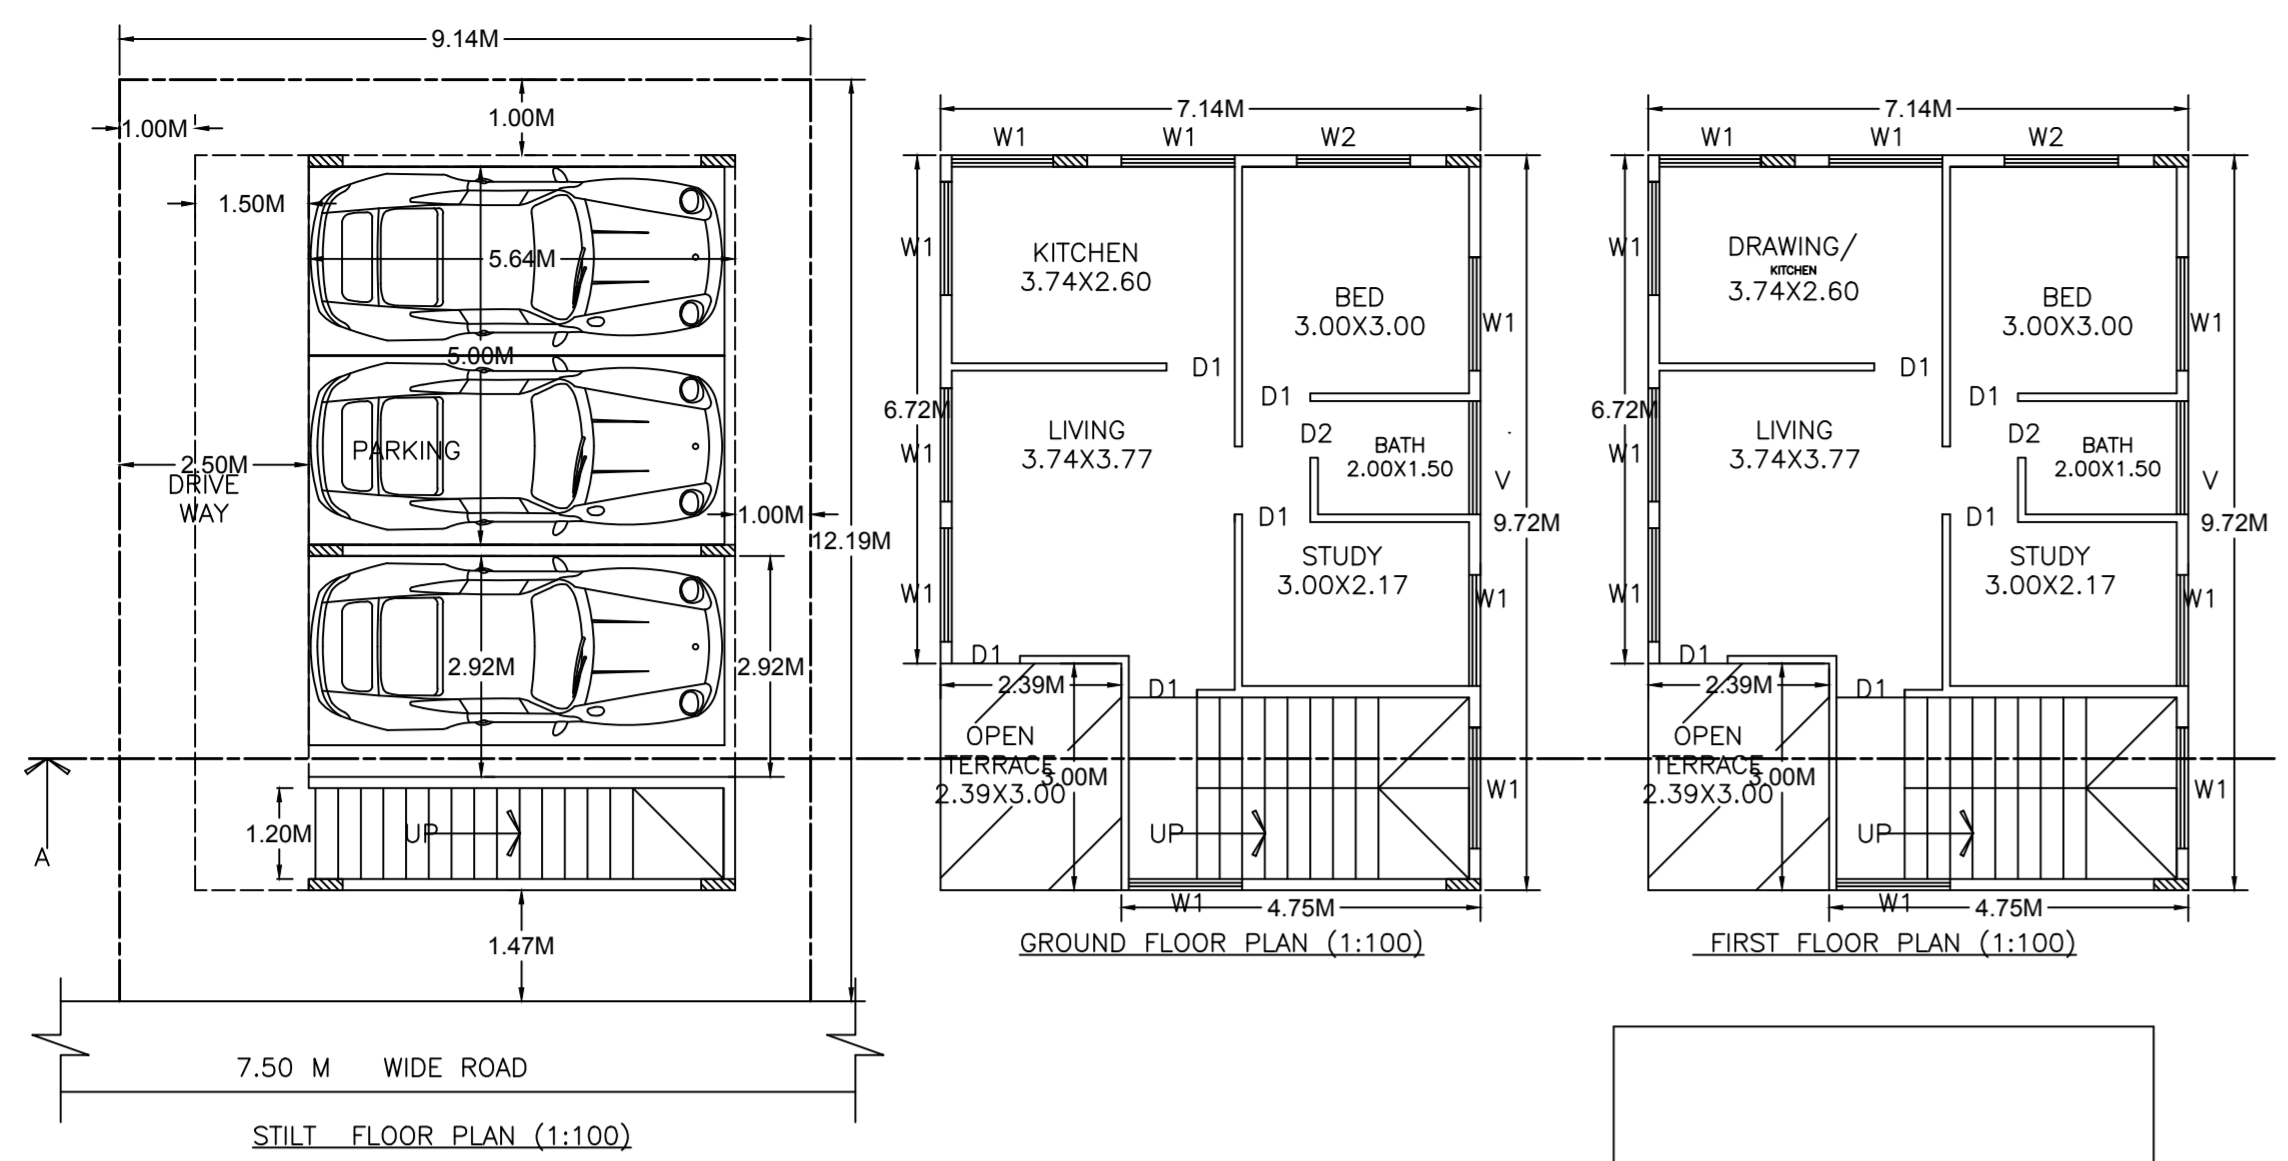 9.14M
1.00M
1.00M
1.50M
5.64M
5.00M
PARKING
2.50M
DRIVE
WAY
1.00M
12.19M
2.92M
2.92M
1.20M
UP
A
1.47M
7.50 M WIDE ROAD
STILT FLOOR PLAN (1:100)
7.14M
W1 W1 W2
W1
KITCHEN
3.74X2.60
BED
3.00X3.00
W1
D1
D1
6.72M
LIVING
3.74X3.77
W1
D2
BATH
2.00X1.50
V
9.72M
D1
STUDY
3.00X2.17
W1
W1
D1
2.39M
D1
OPEN
TERRACE
2.39X3.00
3.00M
W1
UP
W1
4.75M
GROUND FLOOR PLAN (1:100)
7.14M
W1 W1 W2
W1
DRAWING/
KITCHEN
3.74X2.60
BED
3.00X3.00
W1
D1
D1
6.72M
LIVING
3.74X3.77
W1
D2
BATH
2.00X1.50
V
9.72M
D1
STUDY
3.00X2.17
W1
W1
D1
2.39M
D1
OPEN
TERRACE
2.39X3.00
3.00M
W1
UP
W1
4.75M
FIRST FLOOR PLAN (1:100)